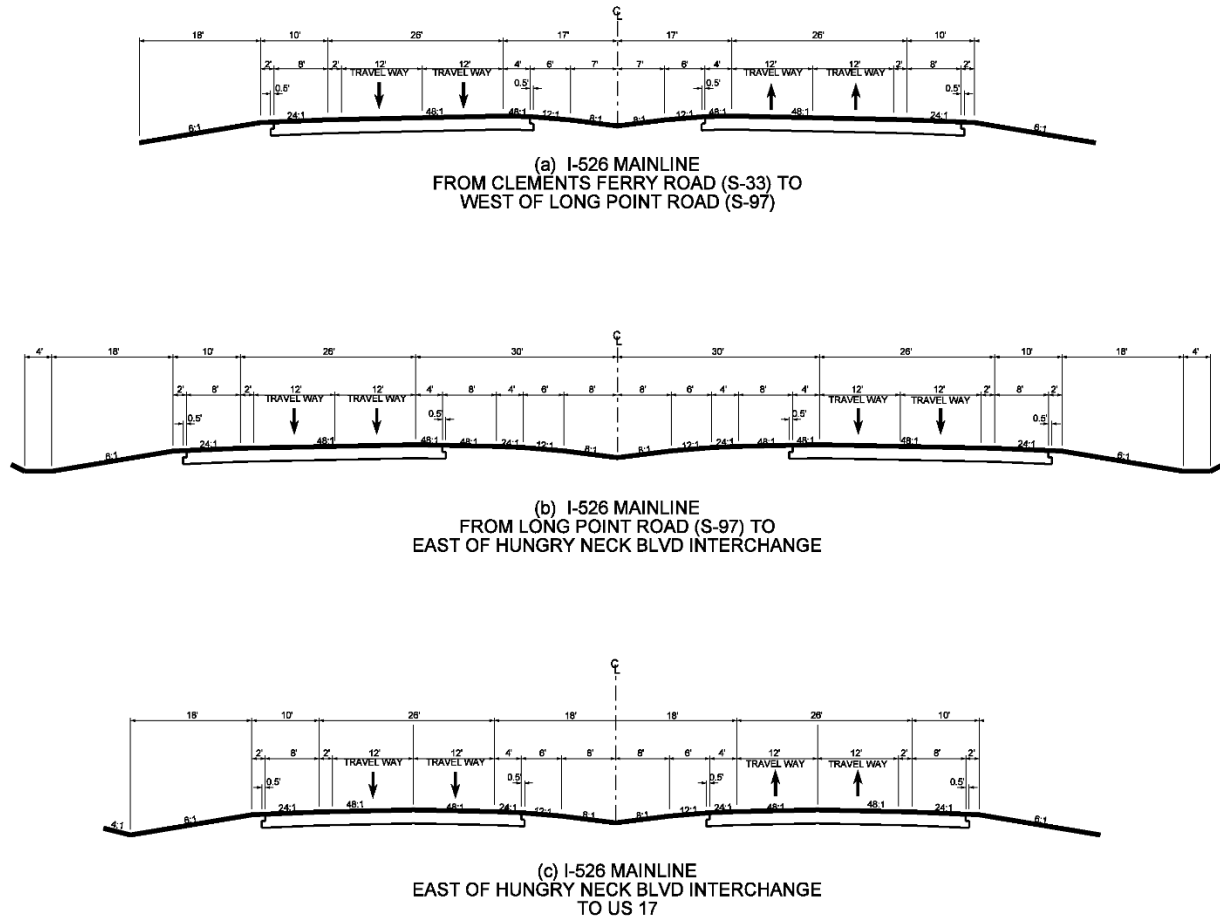 ℄
18' 10' 26' 17' 17' 26' 10'
2' 8' 2' 12' 12' 4' 6' 7' 7' 6' 4' 12' 12' 2' 8' 2'
TRAVEL WAY TRAVEL WAY TRAVEL WAY TRAVEL WAY
0.5' 0.5' 0.5' 0.5'
6:1 24:1 48:1 48:1 12:1 8:1 8:1 12:1 48:1 48:1 24:1 6:1
(a) I-526 MAINLINE
FROM CLEMENTS FERRY ROAD (S-33) TO
WEST OF LONG POINT ROAD (S-97)
℄
4' 18' 10' 26' 30' 30' 26' 10' 18' 4'
2' 8' 2' 12' 12' 4' 8' 4' 6' 8' 8' 6' 4' 8' 4' 12' 12' 2' 8' 2'
TRAVEL WAY TRAVEL WAY TRAVEL WAY TRAVEL WAY
0.5' 0.5' 0.5' 0.5'
6:1 24:1 48:1 48:1 48:1 24:1 12:1 8:1 8:1 12:1 24:1 48:1 48:1 48:1 24:1 6:1
(b) I-526 MAINLINE
FROM LONG POINT ROAD (S-97) TO
EAST OF HUNGRY NECK BLVD INTERCHANGE
℄
18' 10' 26' 18' 18' 26' 10'
2' 8' 2' 12' 12' 4' 6' 8' 8' 6' 4' 12' 12' 2' 8' 2'
TRAVEL WAY TRAVEL WAY TRAVEL WAY TRAVEL WAY
0.5' 0.5' 0.5' 0.5'
4:1 6:1 24:1 48:1 48:1 24:1 12:1 8:1 8:1 12:1 24:1 48:1 48:1 24:1 6:1
(c) I-526 MAINLINE
EAST OF HUNGRY NECK BLVD INTERCHANGE
TO US 17